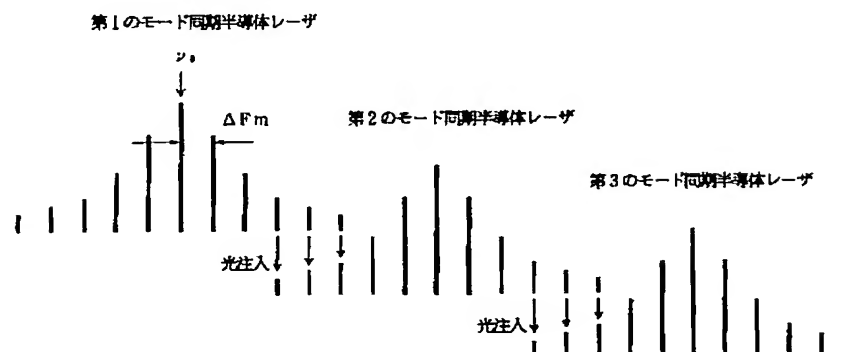 第1のモード同期半導体レーザ
ΔFm
第2のモード同期半導体レーザ
第3のモード同期半導体レーザ
光注入
光注入